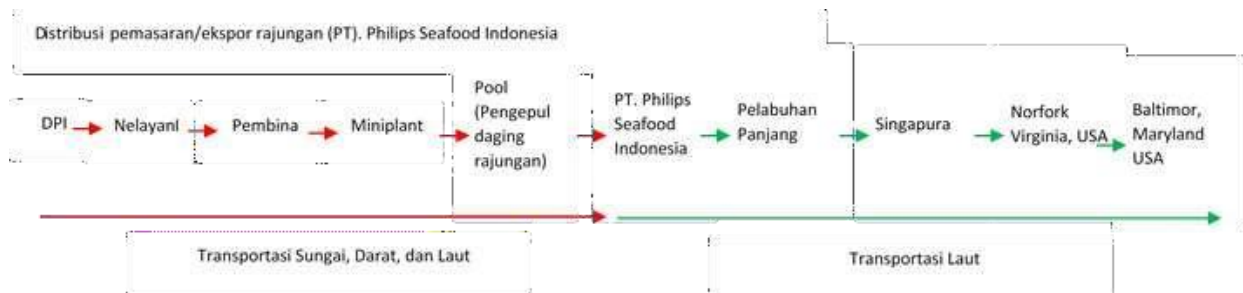 Distribusi pemasaran/ekspor rajungan (PT). Philips Seafood Indonesia
DPI
NelayanI
Pembina
Miniplant
Pool
(Pengepul
daging
rajungan)
PT. Philips
Seafood
Indonesia
Pelabuhan
Panjang
Singapura
Norfork
Virginia, USA
Baltimor,
Maryland
USA
Transportasi Sungai, Darat, dan Laut
Transportasi Laut